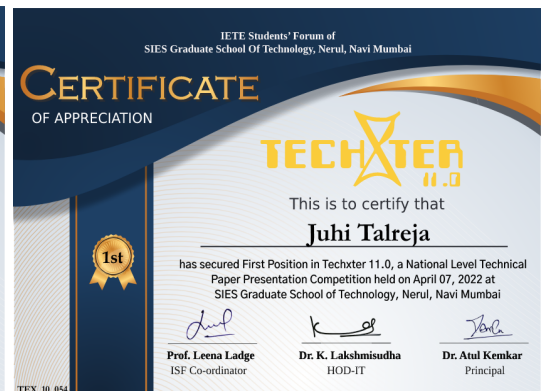 IETE Students' Forum of
SIES Graduate School Of Technology, Nerul, Navi Mumbai
CERTIFICATE
OF APPRECIATION
TECHXTER
11.0
This is to certify that
Juhi Talreja
1st
has secured First Position in Techxter 11.0, a National Level Technical
Paper Presentation Competition held on April 07, 2022 at
SIES Graduate School of Technology, Nerul, Navi Mumbai
Prof. Leena Ladge
ISF Co-ordinator
Dr. K. Lakshmisudha
HOD-IT
Dr. Atul Kemkar
Principal
TEX_10_054